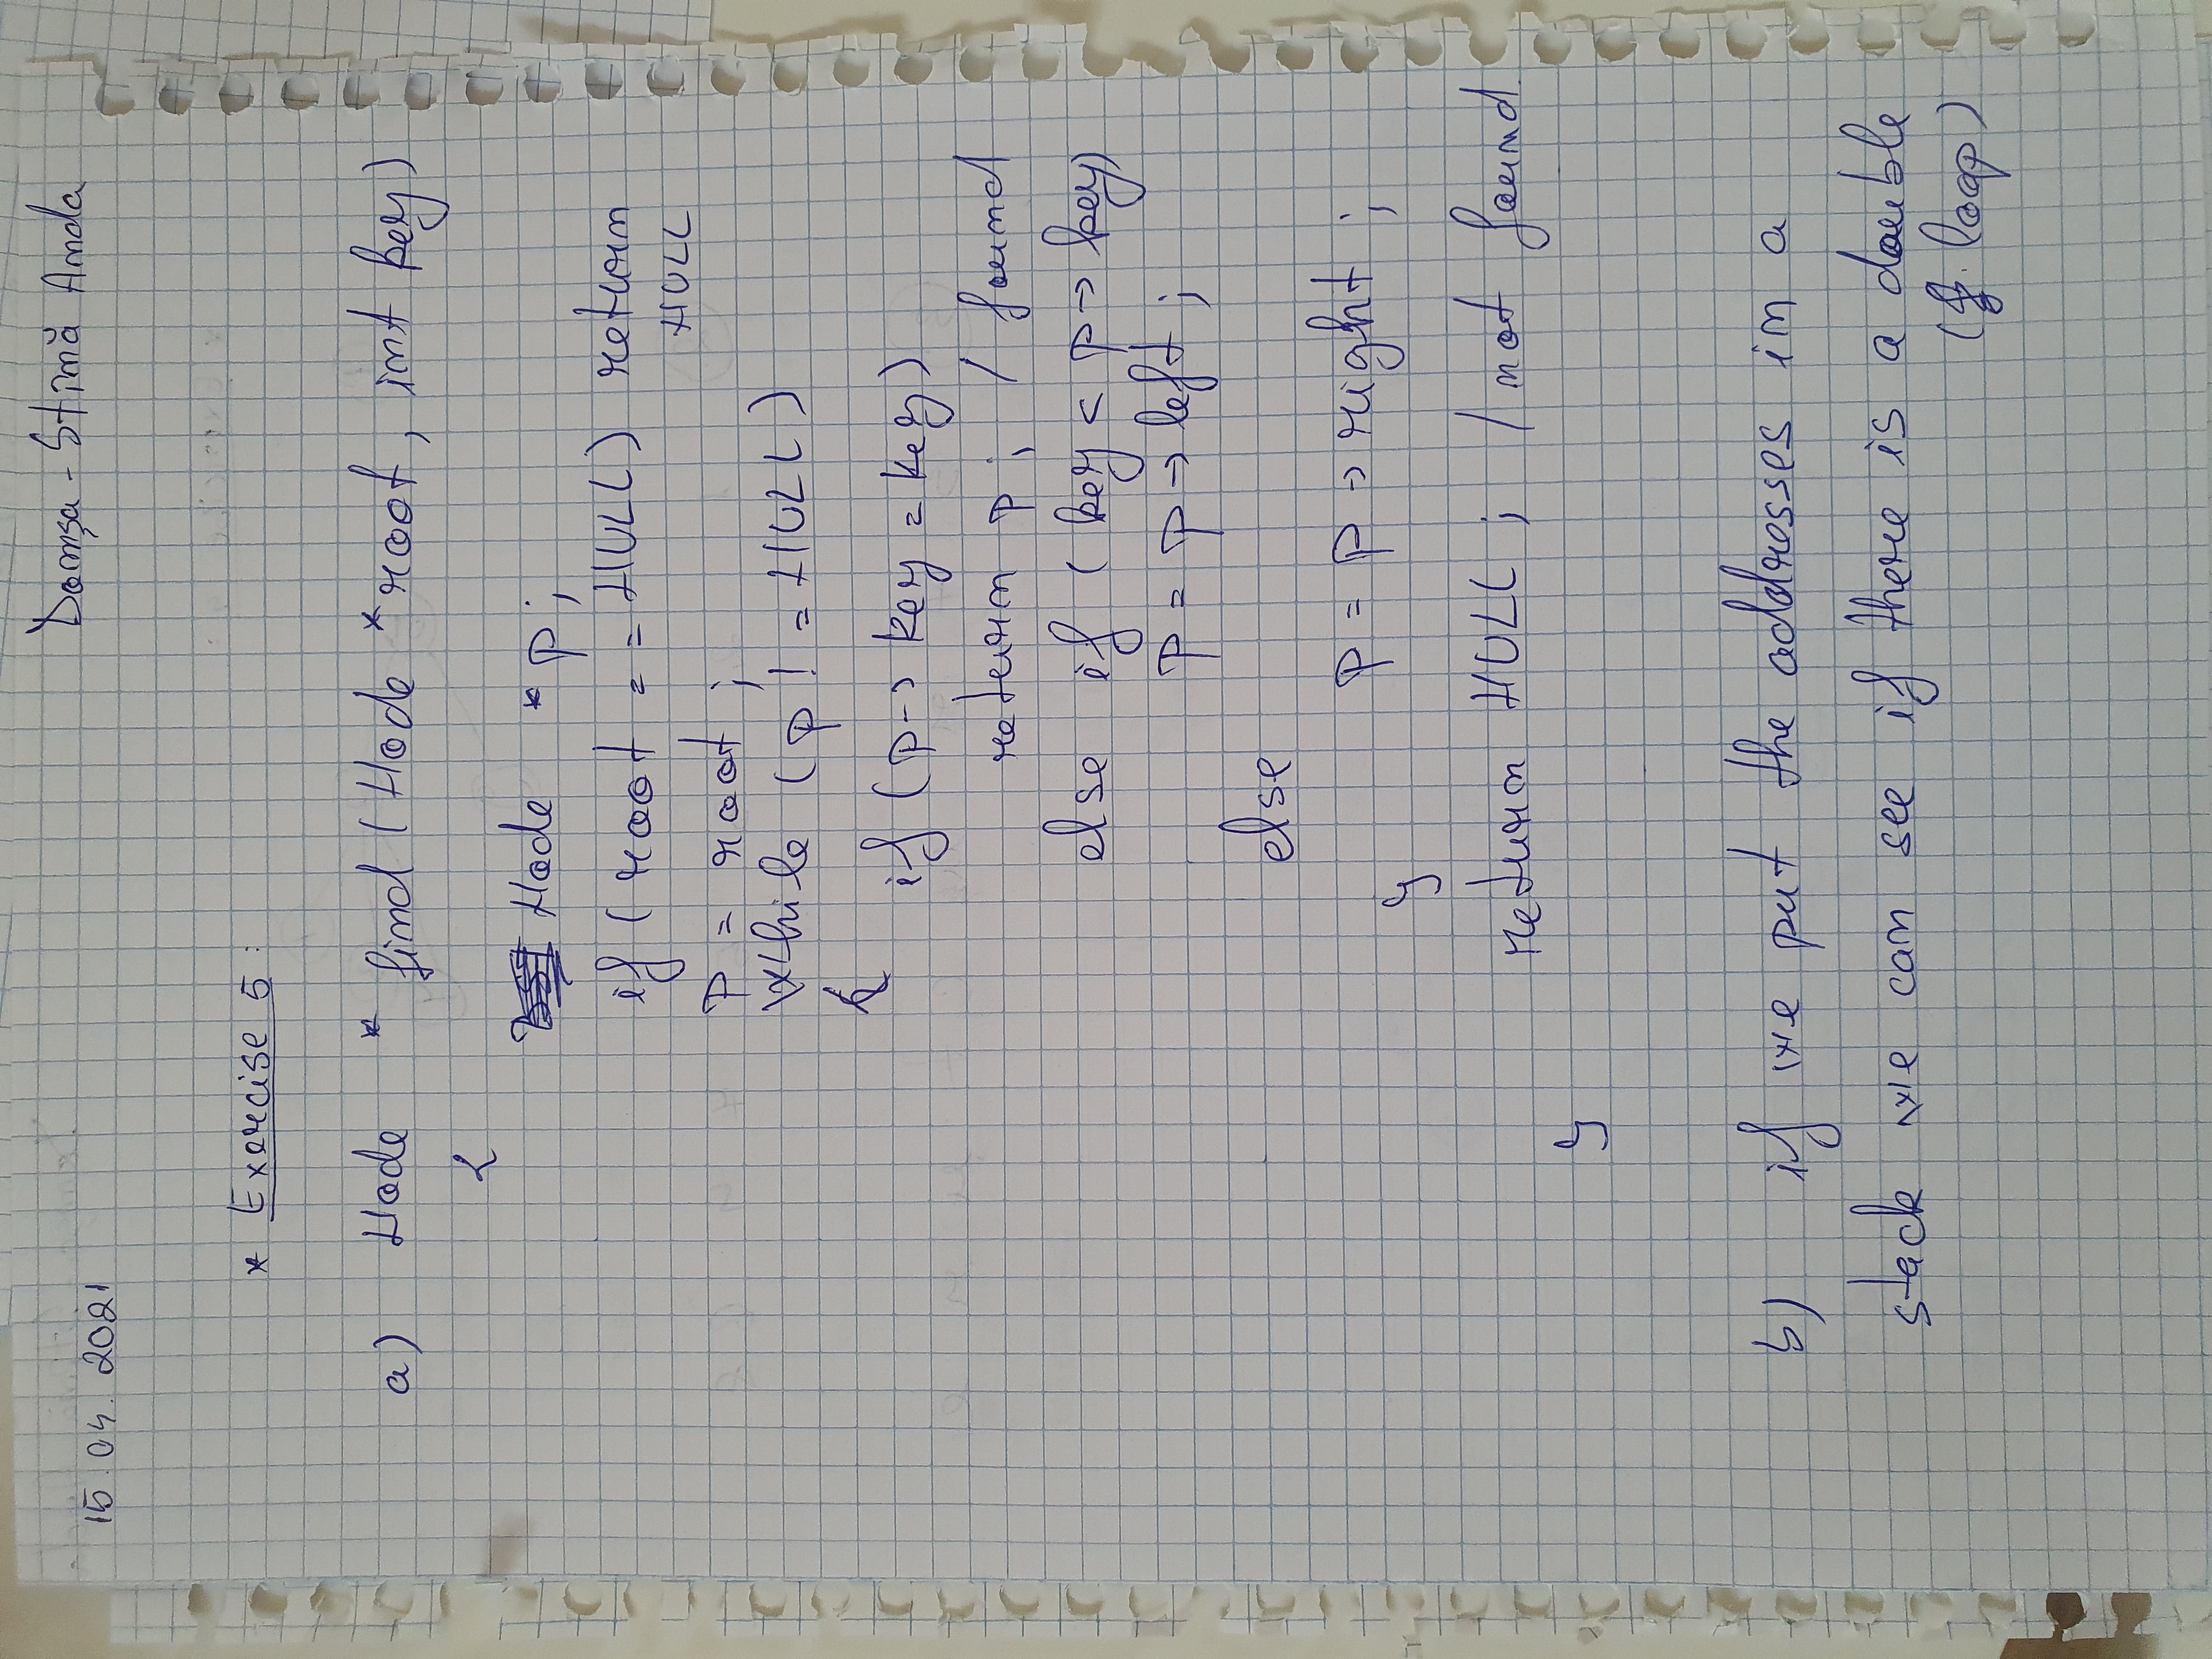 Domșa - Stînă Anda
15.04.2021
* Exercise 5:
a) Node * find (Node *root, int key)
{
Node * p;
if (root == NULL) return
NULL
P = root ;
While (p! = NULL)
{
if (p-> key = key)
return p; / found
else if (key < p-> key)
p = p -> left ;
else
p = p -> right ;
}
return NULL ; / not found
}
b) if we put the addresses in a
stack we can see if there is a double
(f. loop)